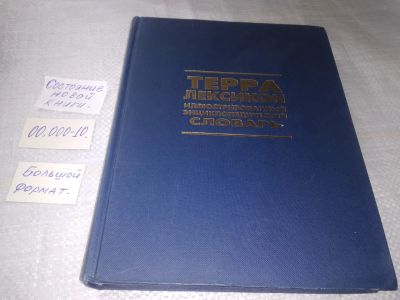 Состояние
новой
книги.
00.000-10.
Большой
формат.
ТЕРРА
ЛЕКСИКОН
ИЛЛЮСТРИРОВАННЫЙ
ЭНЦИКЛОПЕДИЧЕСКИЙ
СЛОВАРЬ